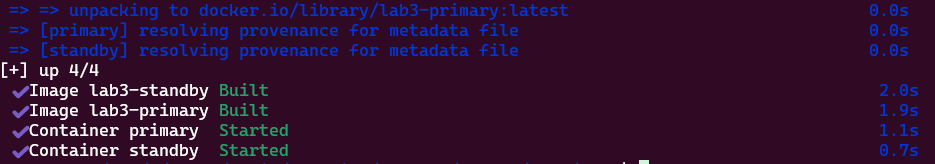 => => unpacking to docker.io/library/lab3-primary:latest 0.0s
=> [primary] resolving provenance for metadata file 0.0s
=> [standby] resolving provenance for metadata file 0.0s
[+] up 4/4
✔Image lab3-standby Built 2.0s
✔Image lab3-primary Built 1.9s
✔Container primary Started 1.1s
✔Container standby Started 0.7s